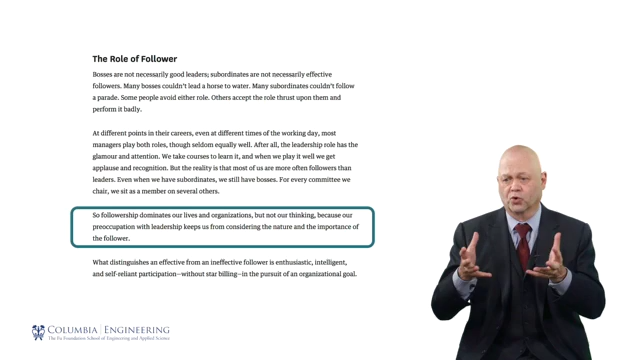 The Role of Follower
Bosses are not necessarily good leaders; subordinates are not necessarily effective
followers. Many bosses couldn't lead a horse to water. Many subordinates couldn't follow
a parade. Some people avoid either role. Others accept the role thrust upon them and
perform it badly.
At different points in their careers, even at different times of the working day, most
managers play both roles, though seldom equally well. After all, the leadership role has the
glamour and attention. We take courses to learn it, and when we play it well we get
applause and recognition. But the reality is that most of us are more often followers than
leaders. Even when we have subordinates, we still have bosses. For every committee we
chair, we sit as a member on several others.
So followership dominates our lives and organizations, but not our thinking, because our
preoccupation with leadership keeps us from considering the nature and the importance of
the follower.
What distinguishes an effective from an ineffective follower is enthusiastic, intelligent,
and self-reliant participation—without star billing—in the pursuit of an organizational goal.
COLUMBIA | ENGINEERING
The Fu Foundation School of Engineering and Applied Science